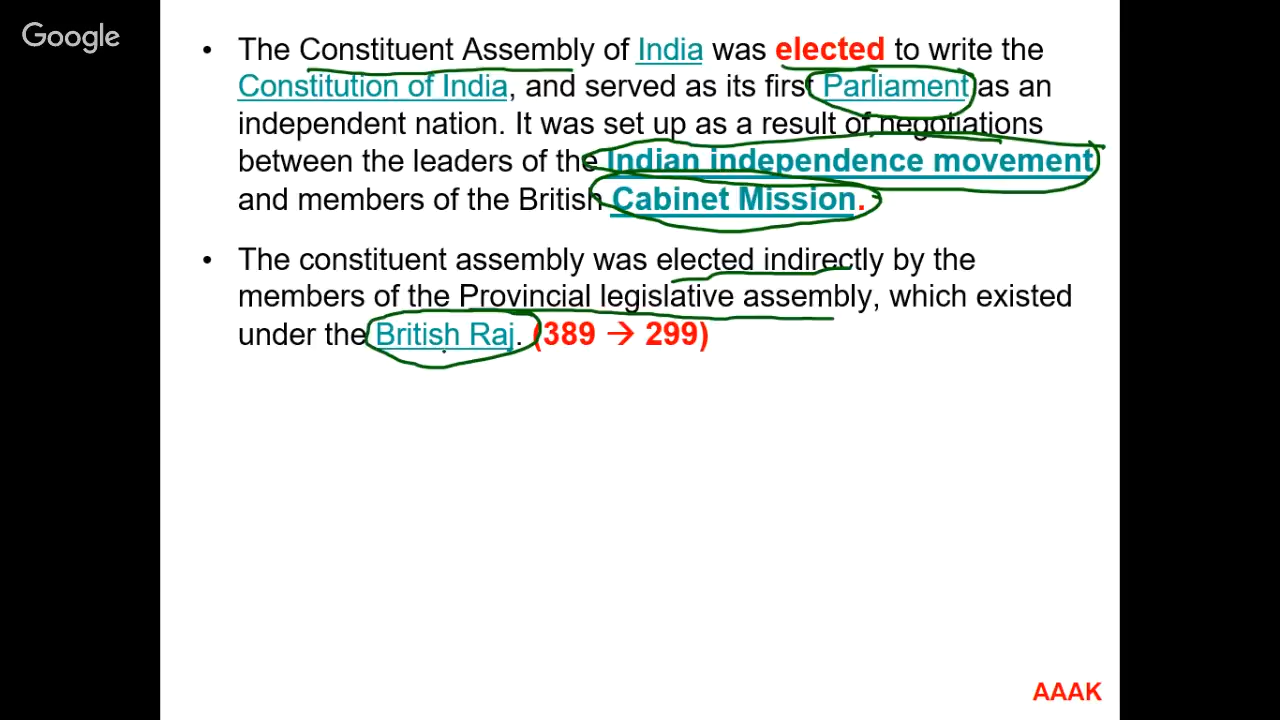 Google
• The Constituent Assembly of India was elected to write the
Constitution of India, and served as its first Parliament as an
independent nation. It was set up as a result of negotiations
between the leaders of the Indian independence movement
and members of the British Cabinet Mission.
• The constituent assembly was elected indirectly by the
members of the Provincial legislative assembly, which existed
under the British Raj. (389 → 299)
AAAK